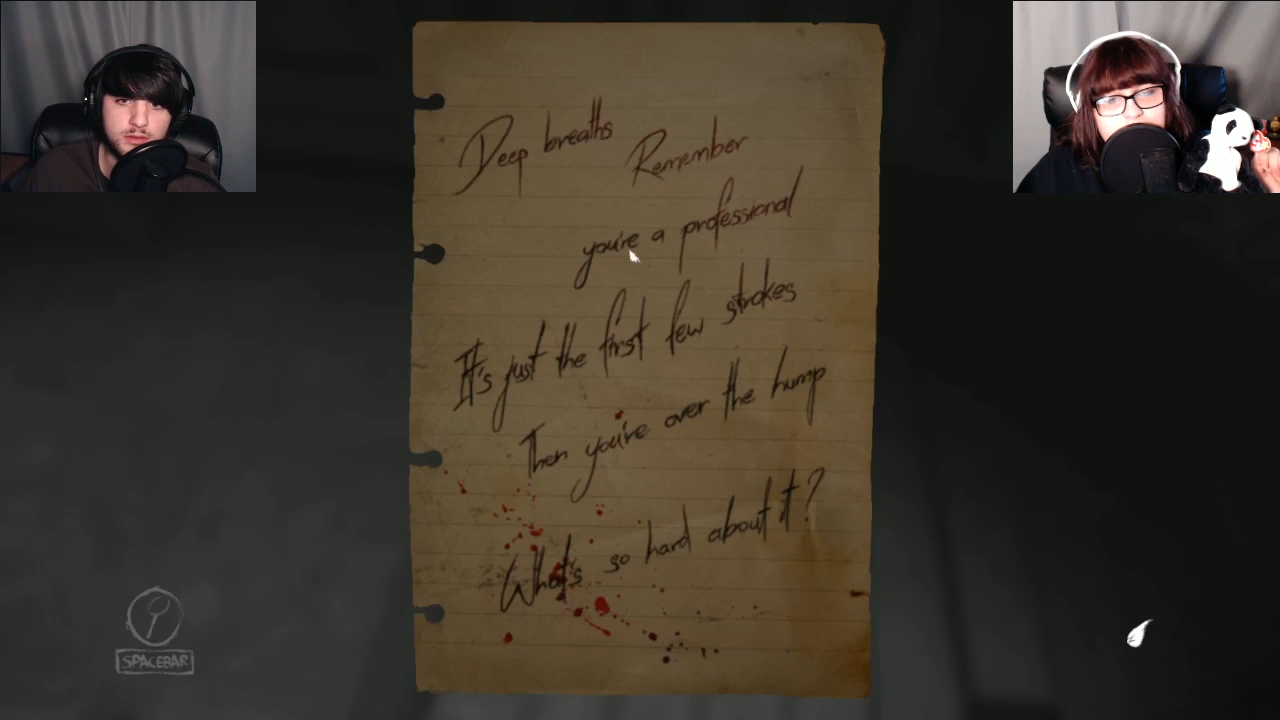 Deep breaths
Remember
you're a professional
It's just the first few strokes
Then you're over the hump
What's so hard about it?
SPACEBAR